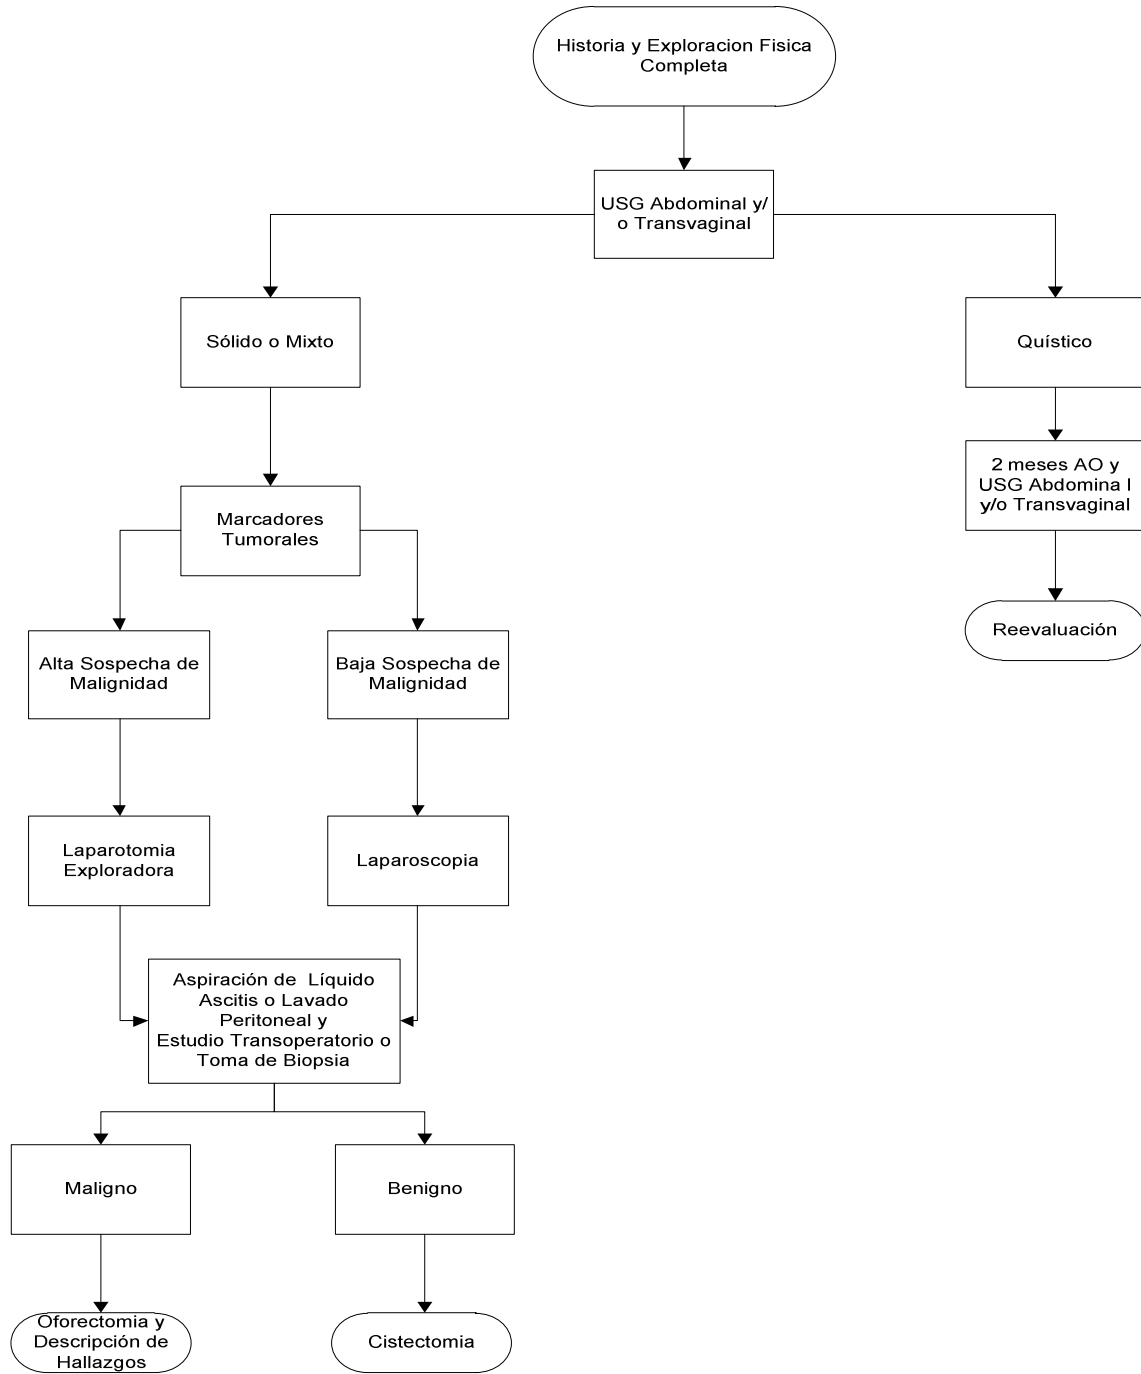 Historia y Exploracion Fisica
Completa
USG Abdominal y/
o Transvaginal
Sólido o Mixto
Quístico
2 meses AO y
USG Abdomina l
y/o Transvaginal
Marcadores
Tumorales
Reevaluación
Alta Sospecha de
Malignidad
Baja Sospecha de
Malignidad
Laparotomia
Exploradora
Laparoscopia
Aspiración de Líquido
Ascitis o Lavado
Peritoneal y
Estudio Transoperatorio o
Toma de Biopsia
Maligno
Benigno
Oforectomia y
Descripción de
Hallazgos
Cistectomia